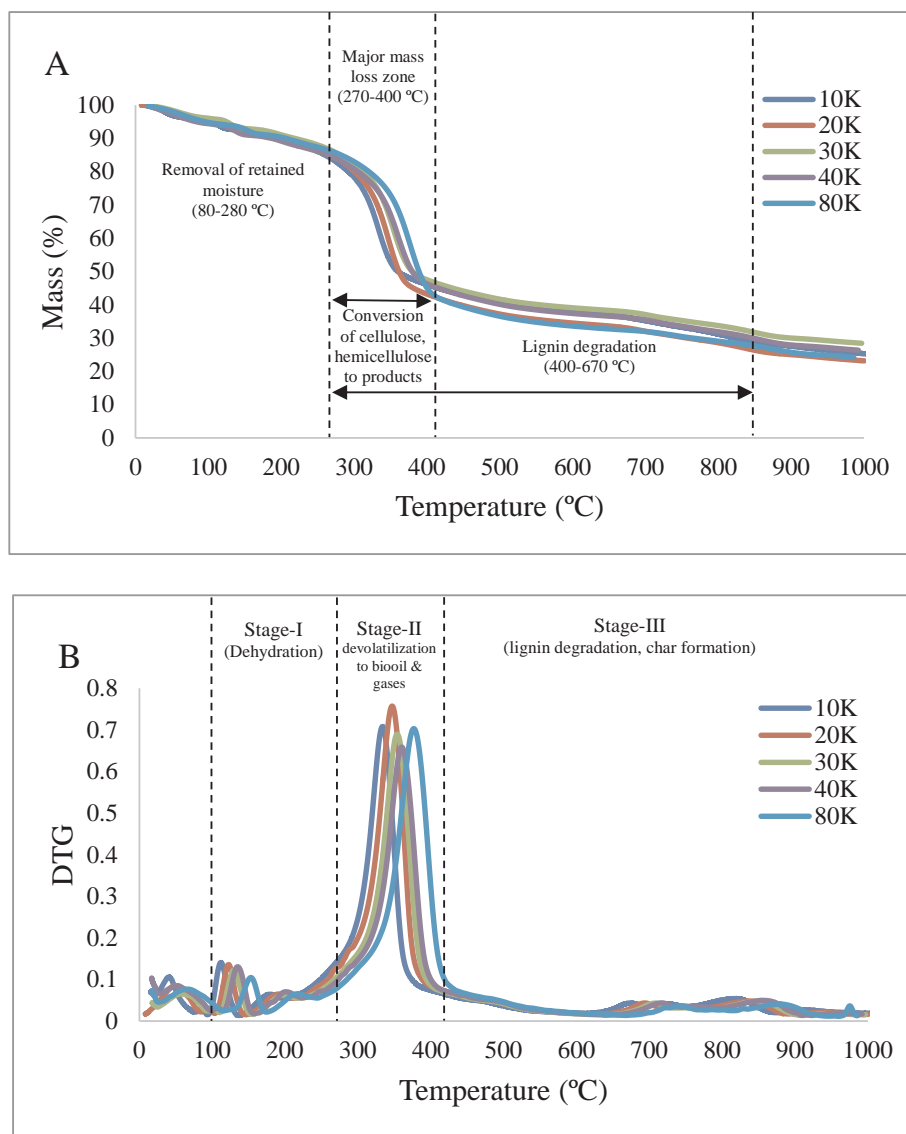 A
Major mass
loss zone
(270-400 ºC)
100
90
80
70
60
50
40
30
20
10
0
Mass (%)
Removal of retained
moisture
(80-280 ºC)
10K
20K
30K
40K
80K
Conversion
of cellulose,
hemicellulose
to products
Lignin degradation
(400-670 ºC)
0 100 200 300 400 500 600 700 800 900 1000
Temperature (ºC)
B
Stage-I
(Dehydration)
Stage-II
devolatilization
to biooil &
gases
Stage-III
(lignin degradation, char formation)
0.8
0.7
0.6
0.5
0.4
0.3
0.2
0.1
0
DTG
10K
20K
30K
40K
80K
0 100 200 300 400 500 600 700 800 900 1000
Temperature (ºC)